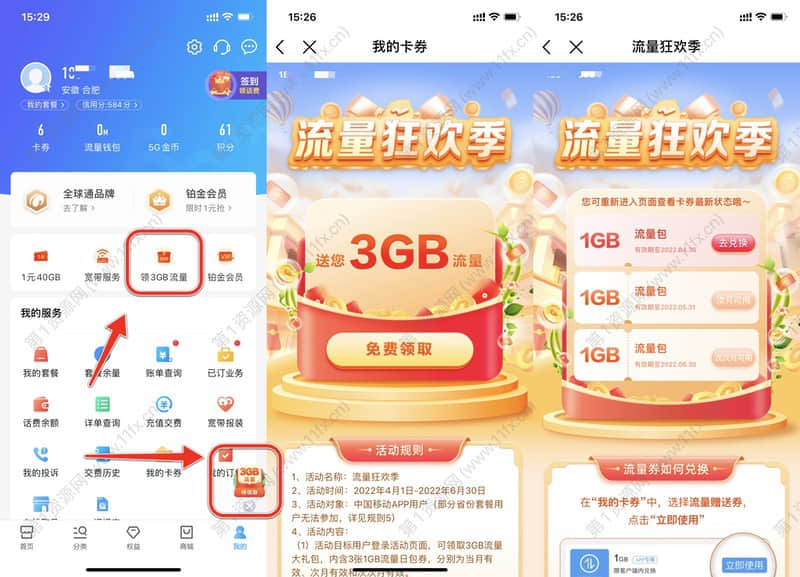 15:29
18
安徽 合肥
我的套餐 >
信用分:584分 >
签到
领话费
6
0M
0
61
卡券
流量钱包
5G金币
积分
全球通品牌
去了解 >
铂金会员
限时1元抢 >
1元40GB
宽带服务
领3GB流量
铂金会员
我的服务
我的套餐
套餐余量
账单查询
已订业务
话费余额
详单查询
充值交费
宽带报装
我的投诉
交费历史
我的卡券
我的订
3GB
流量
首页
分类
权益
商城
我的
15:26
我的卡券
流量狂欢季
送您3GB流量
免费领取
活动规则
1、活动名称：流量狂欢季
2、活动时间：2022年4月1日-2022年6月30日
3、活动对象：中国移动APP用户（部分省份套餐用
户无法参加，详见规则5)
4、活动内容：
（1）活动目标用户登录活动页面，可领取3GB流量
大礼包，内含3张1GB流量日包券，分别为当月有
效、次月有效和次次月有效。
15:26
流量狂欢季
流量狂欢季
您可重新进入页面查看卡券最新状态哦～
1GB
流量包
有效期至2022.04.30
去兑换
1GB
流量包
有效期至2022.05.31
次月可用
1GB
流量包
有效期至2022.06.30
次次月可用
流量券如何兑换
在“我的卡券”中，选择流量赠送券，
点击“立即使用”
1GB
APP专享
限客户端内兑换
立即使用
第1资源网 (www.11fx.cn)